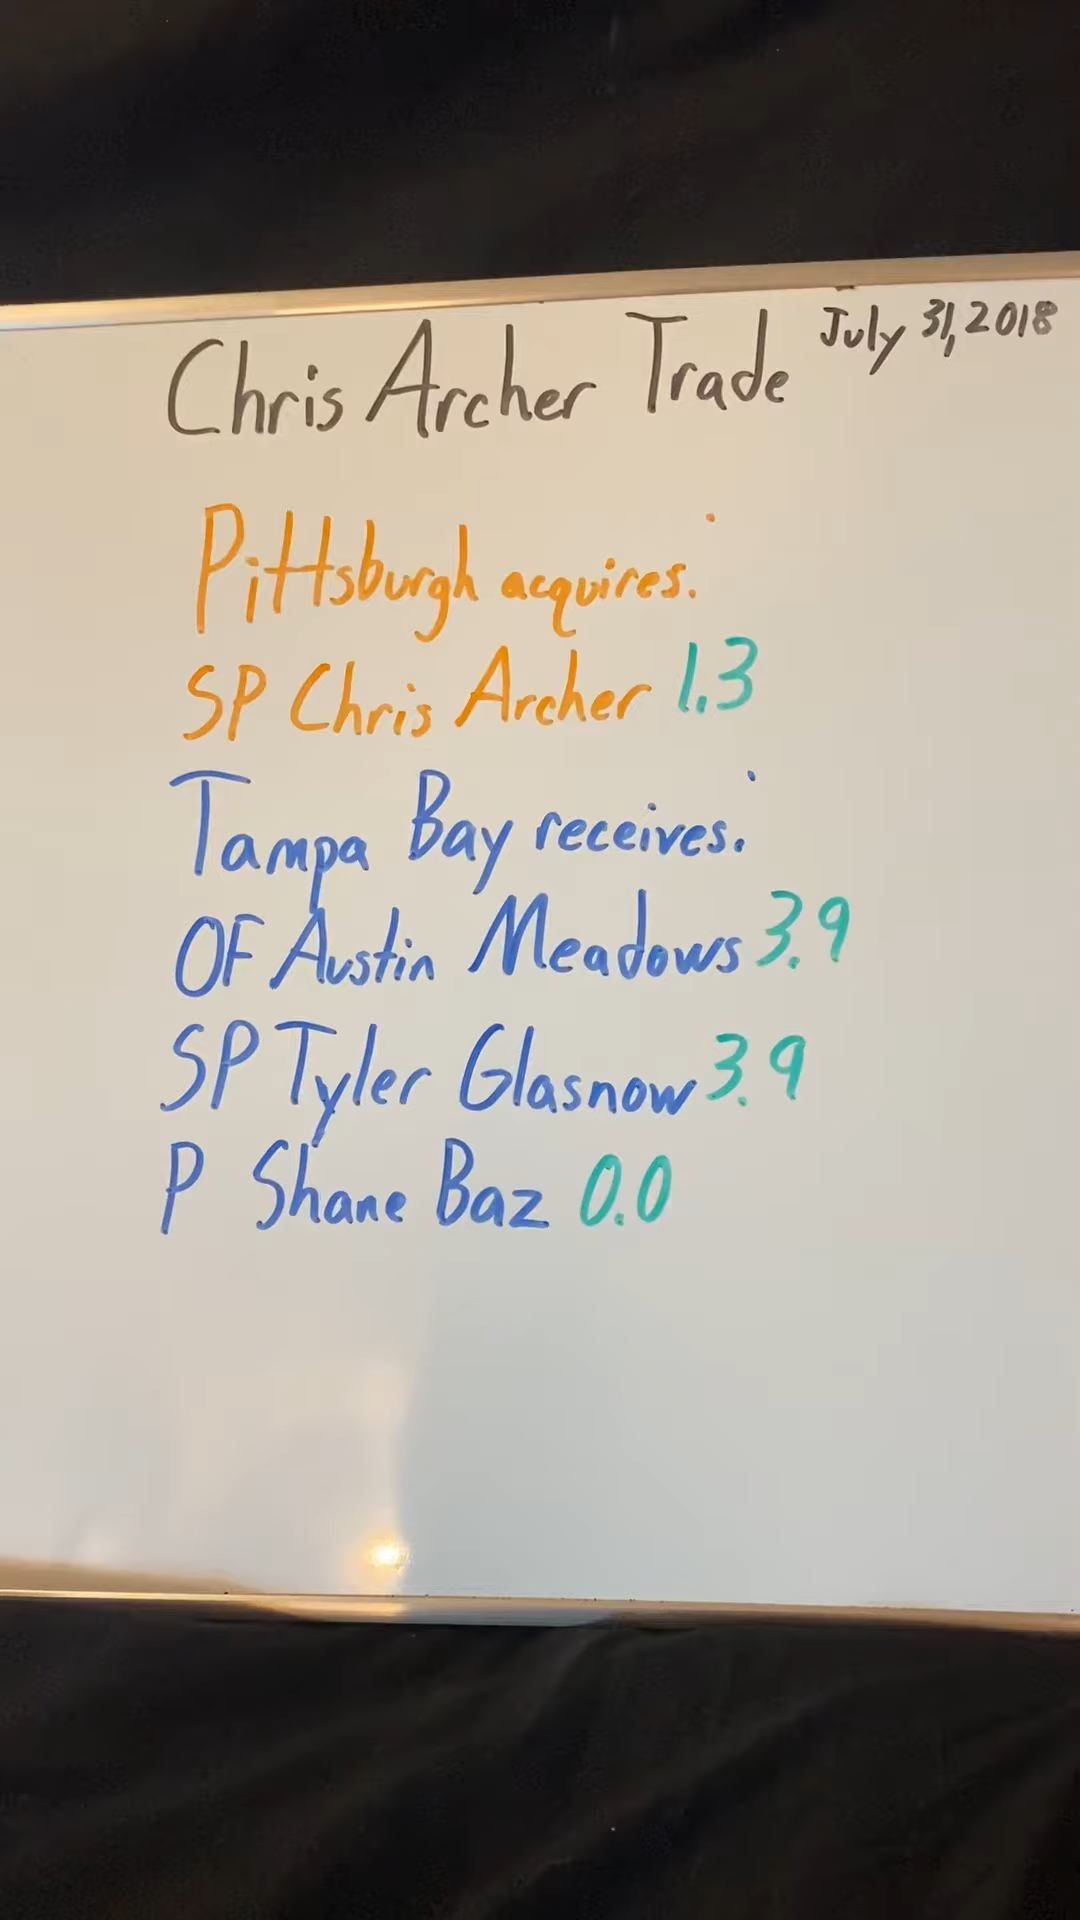 Chris Archer Trade July 31, 2018
Pittsburgh acquires:
SP Chris Archer 1.3
Tampa Bay receives:
OF Austin Meadows 3.9
SP Tyler Glasnow 3.9
P Shane Baz 0.0